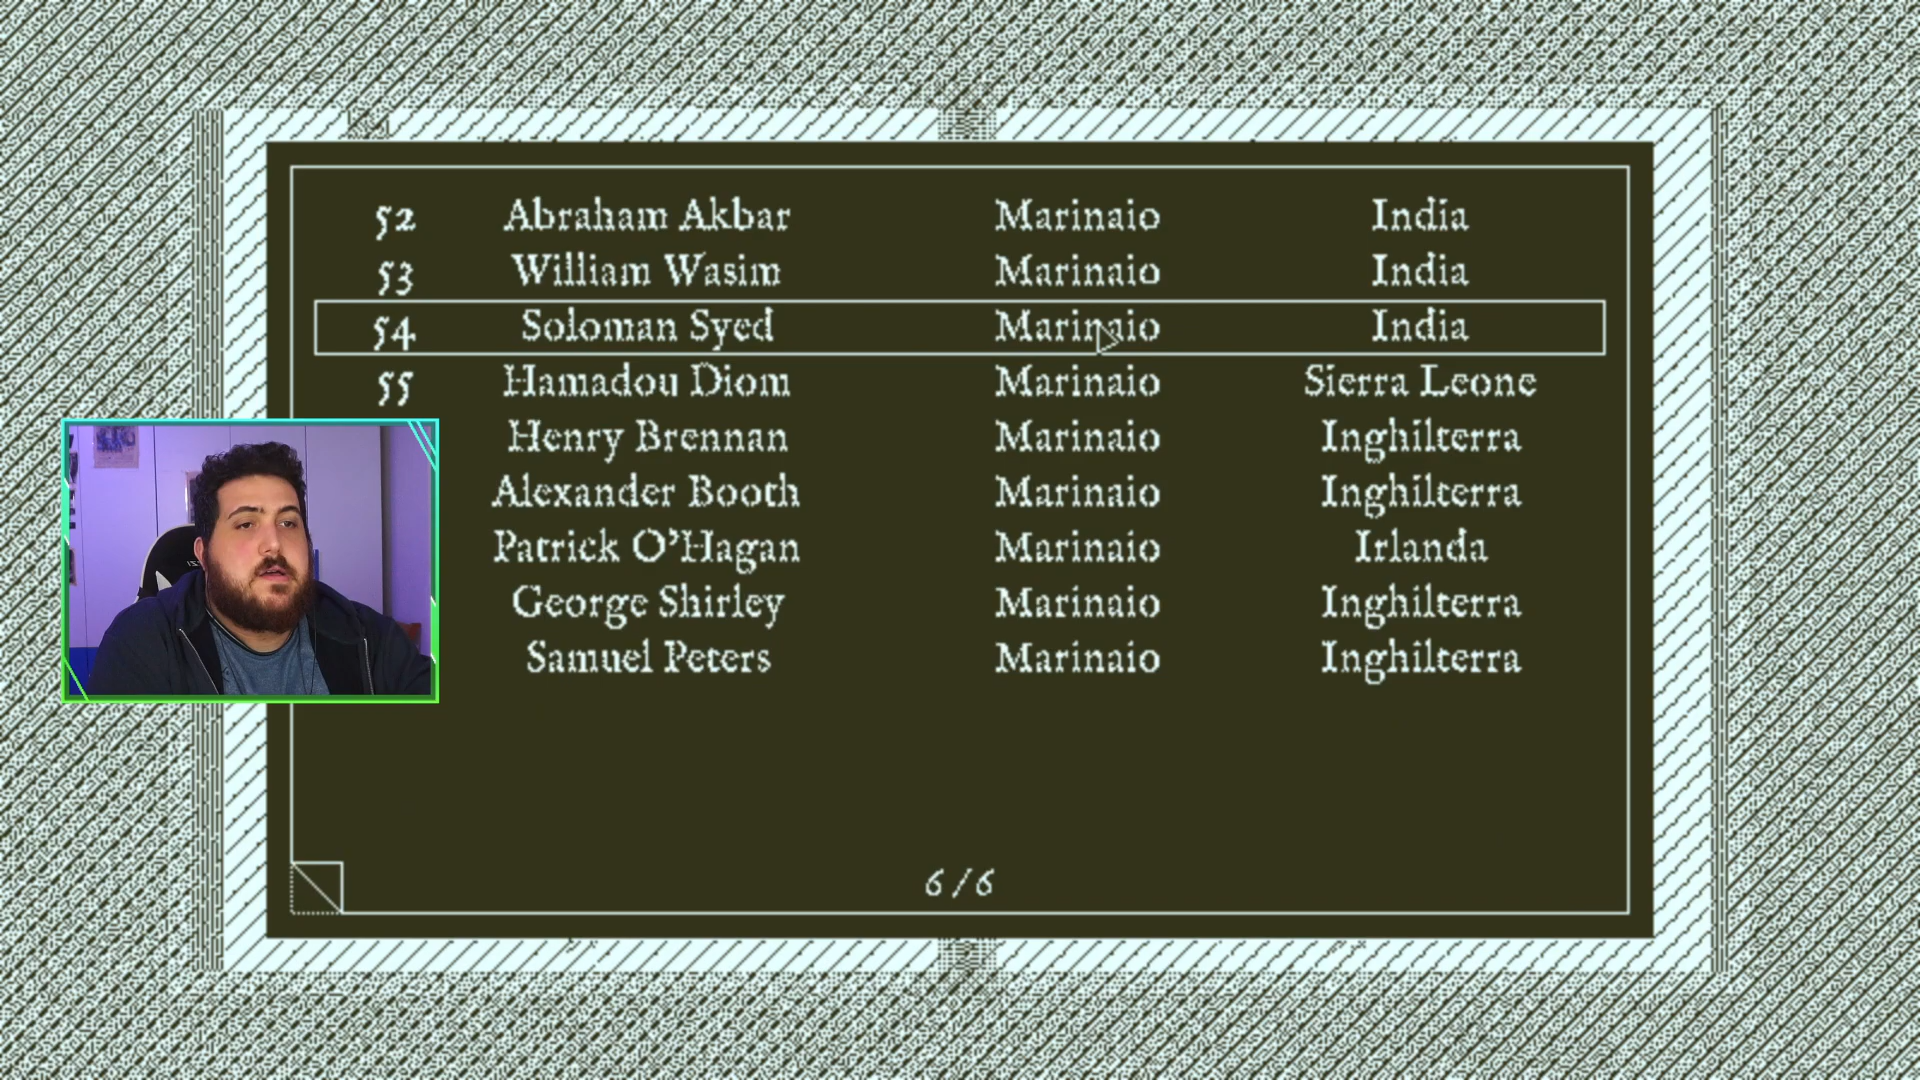 52 Abraham Akbar Marinaio India
53 William Wasim Marinaio India
54 Soloman Syed Marinaio India
55 Hamadou Diom Marinaio Sierra Leone
Henry Brennan Marinaio Inghilterra
Alexander Booth Marinaio Inghilterra
Patrick O'Hagan Marinaio Irlanda
George Shirley Marinaio Inghilterra
Samuel Peters Marinaio Inghilterra
6/6